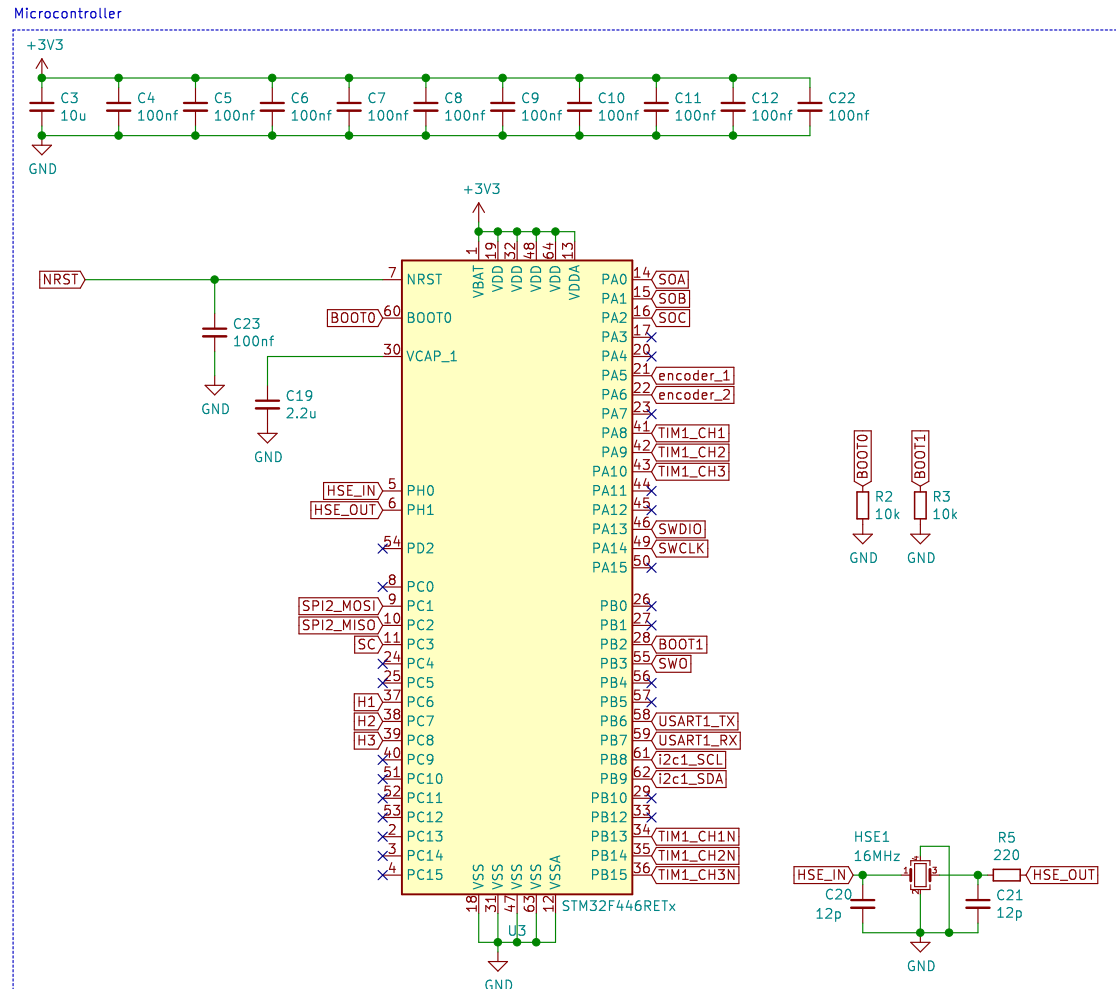 Microcontroller
+3V3
C3
10u
C4
100nf
C5
100nf
C6
100nf
C7
100nf
C8
100nf
C9
100nf
C10
100nf
C11
100nf
C12
100nf
C22
100nf
GND
+3V3
1 19 32 48 64 13
VBAT VDD VDD VDD VDD VDDA
NRST 7 NRST
BOOT0 60 BOOT0
30 VCAP_1
C23
100nf
GND
C19
2.2u
GND
HSE_IN 5 PH0
HSE_OUT 6 PH1
54 PD2
8 PC0
SPI2_MOSI 9 PC1
SPI2_MISO 10 PC2
SC 11 PC3
24 PC4
25 PC5
H1 37 PC6
H2 38 PC7
H3 39 PC8
40 PC9
51 PC10
52 PC11
53 PC12
2 PC13
3 PC14
4 PC15
PA0 14 SOA
PA1 15 SOB
PA2 16 SOC
PA3 17
PA4 20
PA5 21 encoder_1
PA6 22 encoder_2
PA7 23
PA8 41 TIM1_CH1
PA9 42 TIM1_CH2
PA10 43 TIM1_CH3
PA11 44
PA12 45
PA13 46 SWDIO
PA14 49 SWCLK
PA15 50
PB0 26
PB1 27
PB2 28 BOOT1
PB3 55 SWO
PB4 56
PB5 57
PB6 58 USART1_TX
PB7 59 USART1_RX
PB8 61 i2c1_SCL
PB9 62 i2c1_SDA
PB10 29
PB12 33
PB13 34 TIM1_CH1N
PB14 35 TIM1_CH2N
PB15 36 TIM1_CH3N
VSS VSS VSS VSS VSSA
18 31 47 63 12
STM32F446RETx
U3
GND
BOOT0
R2
10k
GND
BOOT1
R3
10k
GND
HSE1
16MHz
HSE_IN
1 4 3 2
R5
220
HSE_OUT
C20
12p
C21
12p
GND